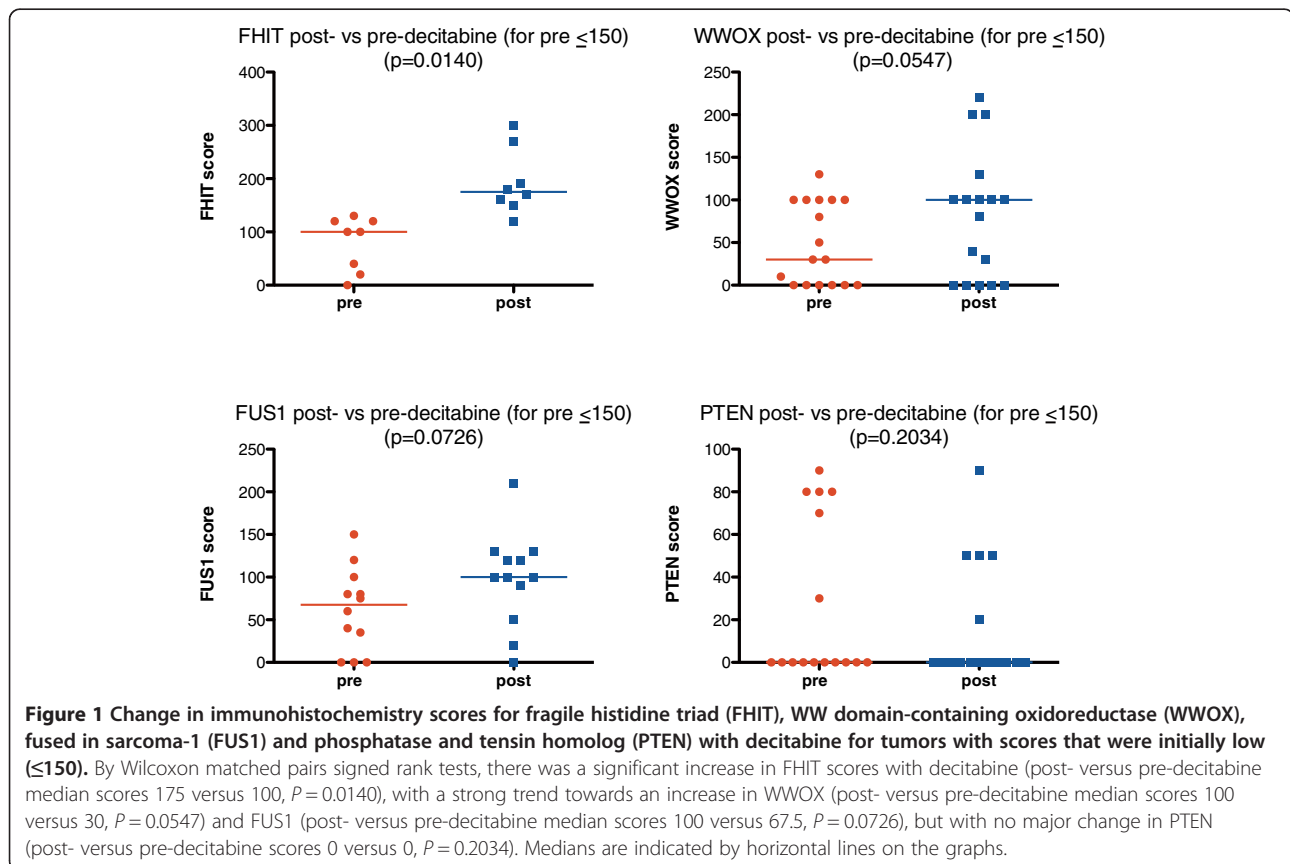 FHIT post- vs pre-decitabine (for pre ≤150)
(p=0.0140)
400
300
200
100
0
FHIT score
pre
post
WWOX post- vs pre-decitabine (for pre ≤150)
(p=0.0547)
250
200
150
100
50
0
WWOX score
pre
post
FUS1 post- vs pre-decitabine (for pre ≤150)
(p=0.0726)
250
200
150
100
50
0
FUS1 score
pre
post
PTEN post- vs pre-decitabine (for pre ≤150)
(p=0.2034)
100
80
60
40
20
0
PTEN score
pre
post
Figure 1 Change in immunohistochemistry scores for fragile histidine triad (FHIT), WW domain-containing oxidoreductase (WWOX),
fused in sarcoma-1 (FUS1) and phosphatase and tensin homolog (PTEN) with decitabine for tumors with scores that were initially low
(≤150). By Wilcoxon matched pairs signed rank tests, there was a significant increase in FHIT scores with decitabine (post- versus pre-decitabine
median scores 175 versus 100, P = 0.0140), with a strong trend towards an increase in WWOX (post- versus pre-decitabine median scores 100
versus 30, P = 0.0547) and FUS1 (post- versus pre-decitabine median scores 100 versus 67.5, P = 0.0726), but with no major change in PTEN
(post- versus pre-decitabine scores 0 versus 0, P = 0.2034). Medians are indicated by horizontal lines on the graphs.